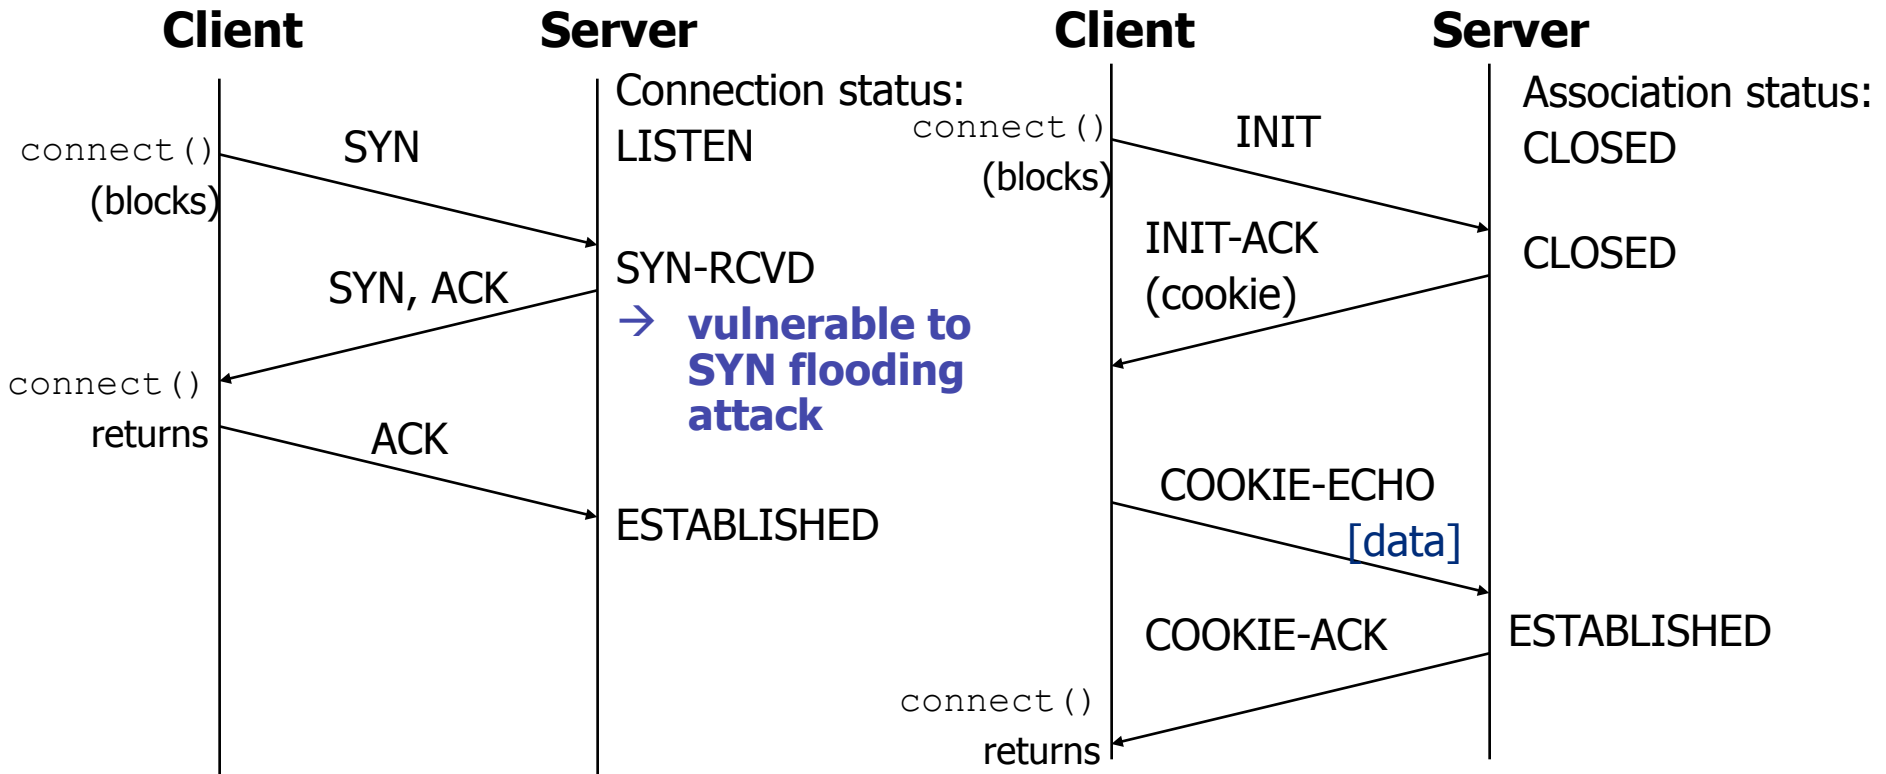 Client
Server
Connection status:
connect()
SYN
LISTEN
(blocks)
SYN-RCVD
SYN, ACK
→ vulnerable to
SYN flooding
attack
connect()
returns
ACK
ESTABLISHED
Client
Server
Association status:
connect()
INIT
CLOSED
(blocks)
INIT-ACK
(cookie)
CLOSED
COOKIE-ECHO
[data]
COOKIE-ACK
ESTABLISHED
connect()
returns